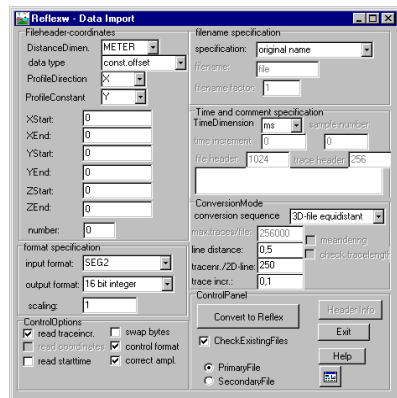 Reflexw - Data Import
Fileheader-coordinates
DistanceDimen. METER
data type const.offset
ProfileDirection X
ProfileConstant Y
XStart: 0
XEnd: 0
YStart: 0
YEnd: 0
ZStart: 0
ZEnd: 0
number: 0
format specification
input format: SEG2
output format: 16 bit integer
scaling: 1
ControlOptions
read traceincr. swap bytes
read coordinates control format
read starttime correct ampl.
filename specification
specification: original name
filename: file
filename factor: 1
Time and comment specification
TimeDimension ms sample number
time increment 0 0
file header: 1024 trace header: 256
ConversionMode
conversion sequence 3D-file equidistant
max.traces/file: 256000 meandering
line distance: 0,5 check.tracelength
tracenr./2D-line: 250
trace incr.: 0,1
ControlPanel
Convert to Reflex Header Info
CheckExistingFiles Exit
Help
PrimaryFile
SecondaryFile